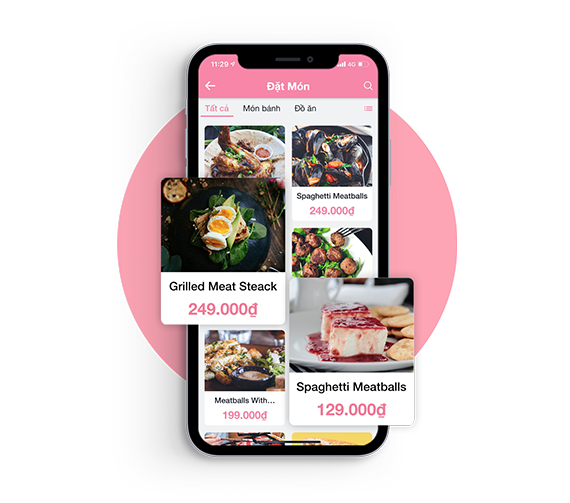 11:29
4G
Đặt Món
Tất cả
Món bánh
Đồ ăn
Spaghetti Meatballs
249.000₫
Grilled Meat Steack
249.000₫
Spaghetti Meatballs
129.000₫
Meatballs With...
199.000₫